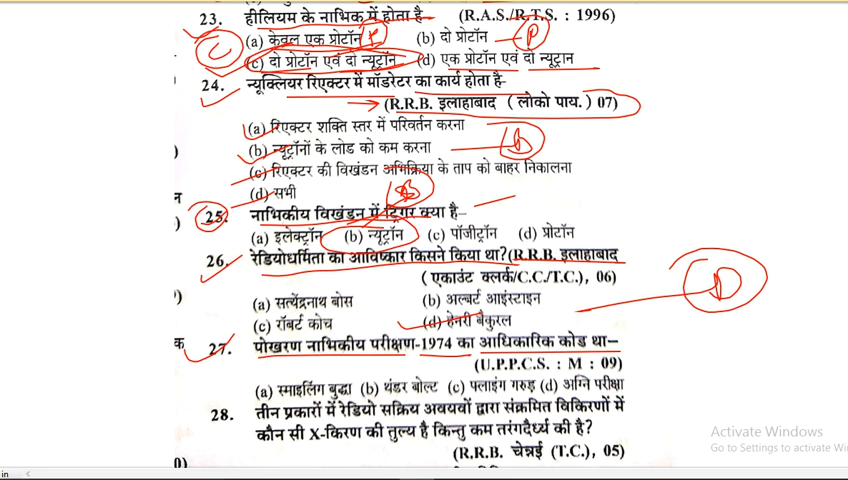 23. हीलियम के नाभिक में होता है- (R.A.S./R.T.S. : 1996)
(a) केवल एक प्रोटॉन (b) दो प्रोटॉन
(c) दो प्रोटॉन एवं दो न्यूट्रॉन (d) एक प्रोटॉन एवं दो न्यूट्रान
24. न्यूक्लियर रिएक्टर में मॉडरेटर का कार्य होता है-
(R.R.B. इलाहाबाद ( लोको पाय. ) 07)
(a) रिएक्टर शक्ति स्तर में परिवर्तन करना
(b) न्यूट्रॉनों के लोड को कम करना
(c) रिएक्टर की विखंडन अभिक्रिया के ताप को बाहर निकालना
(d) सभी
25. नाभिकीय विखंडन में ट्रिगर क्या है-
(a) इलेक्ट्रॉन (b) न्यूट्रॉन (c) पॉजीट्रॉन (d) प्रोटॉन
26. रेडियोधर्मिता का आविष्कार किसने किया था? (R.R.B. इलाहाबाद
( एकाउंट क्लर्क/C.C./T.C.), 06)
(a) सत्येंद्रनाथ बोस (b) अल्बर्ट आइंस्टाइन
(c) रॉबर्ट कोच (d) हेनरी बैकुरल
27. पोखरण नाभिकीय परीक्षण-1974 का आधिकारिक कोड था-
(U.P.P.C.S. : M : 09)
(a) स्माइलिंग बुद्धा (b) थंडर बोल्ट (c) फ्लाइंग गरुड़ (d) अग्नि परीक्षा
28. तीन प्रकारों में रेडियो सक्रिय अवयवों द्वारा संक्रमित विकिरणों में
कौन सी X-किरण की तुल्य है किन्तु कम तरंगदैर्ध्य की है?
(R.R.B. चेन्नई (T.C.), 05)
Activate Windows
Go to Settings to activate Wi
in